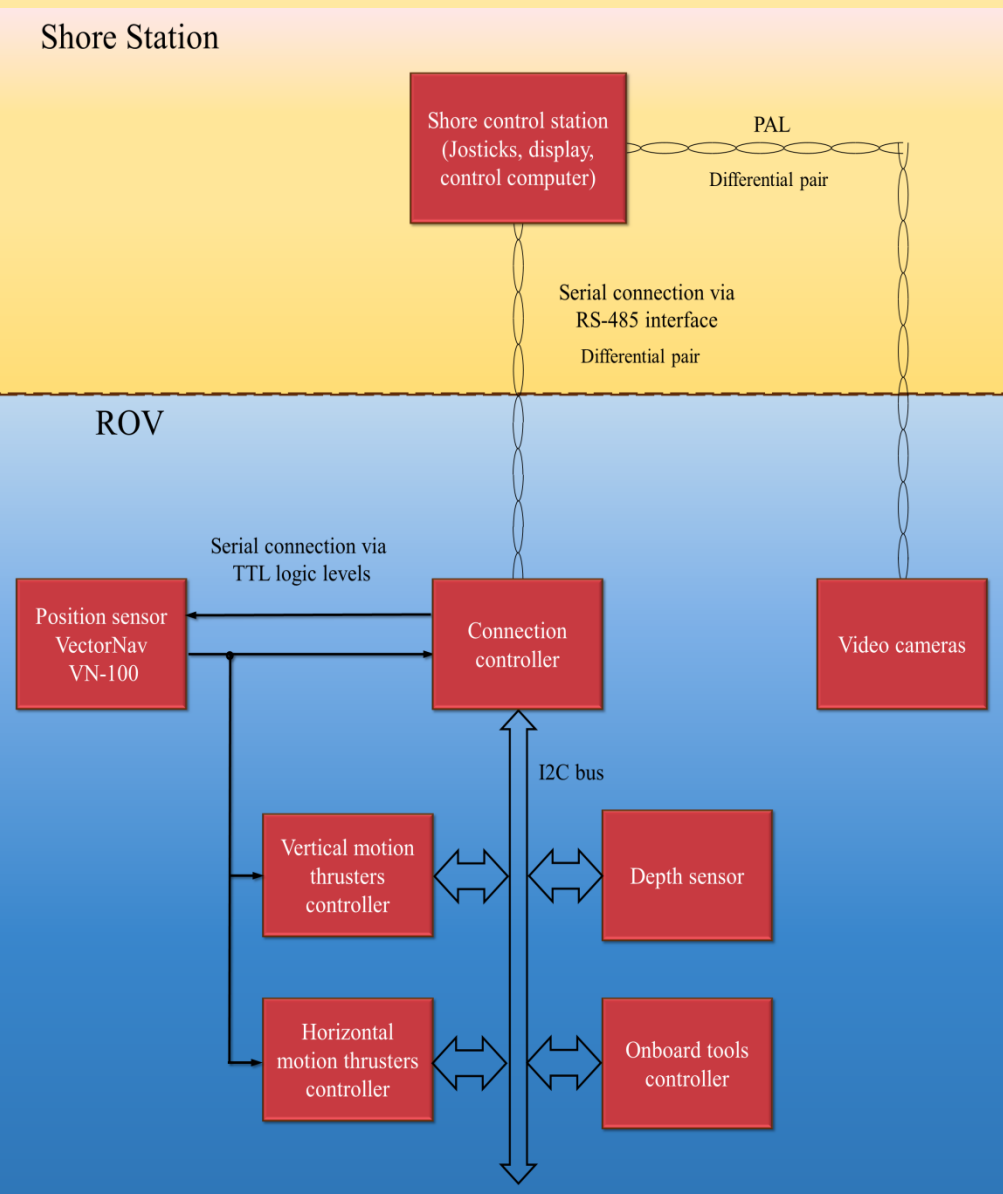 Shore Station
Shore control station
(Josticks, display,
control computer)
PAL
Differential pair
Serial connection via
RS-485 interface
Differential pair
ROV
Serial connection via
TTL logic levels
Position sensor
VectorNav
VN-100
Connection
controller
Video cameras
I2C bus
Vertical motion
thrusters
controller
Depth sensor
Horizontal
motion thrusters
controller
Onboard tools
controller